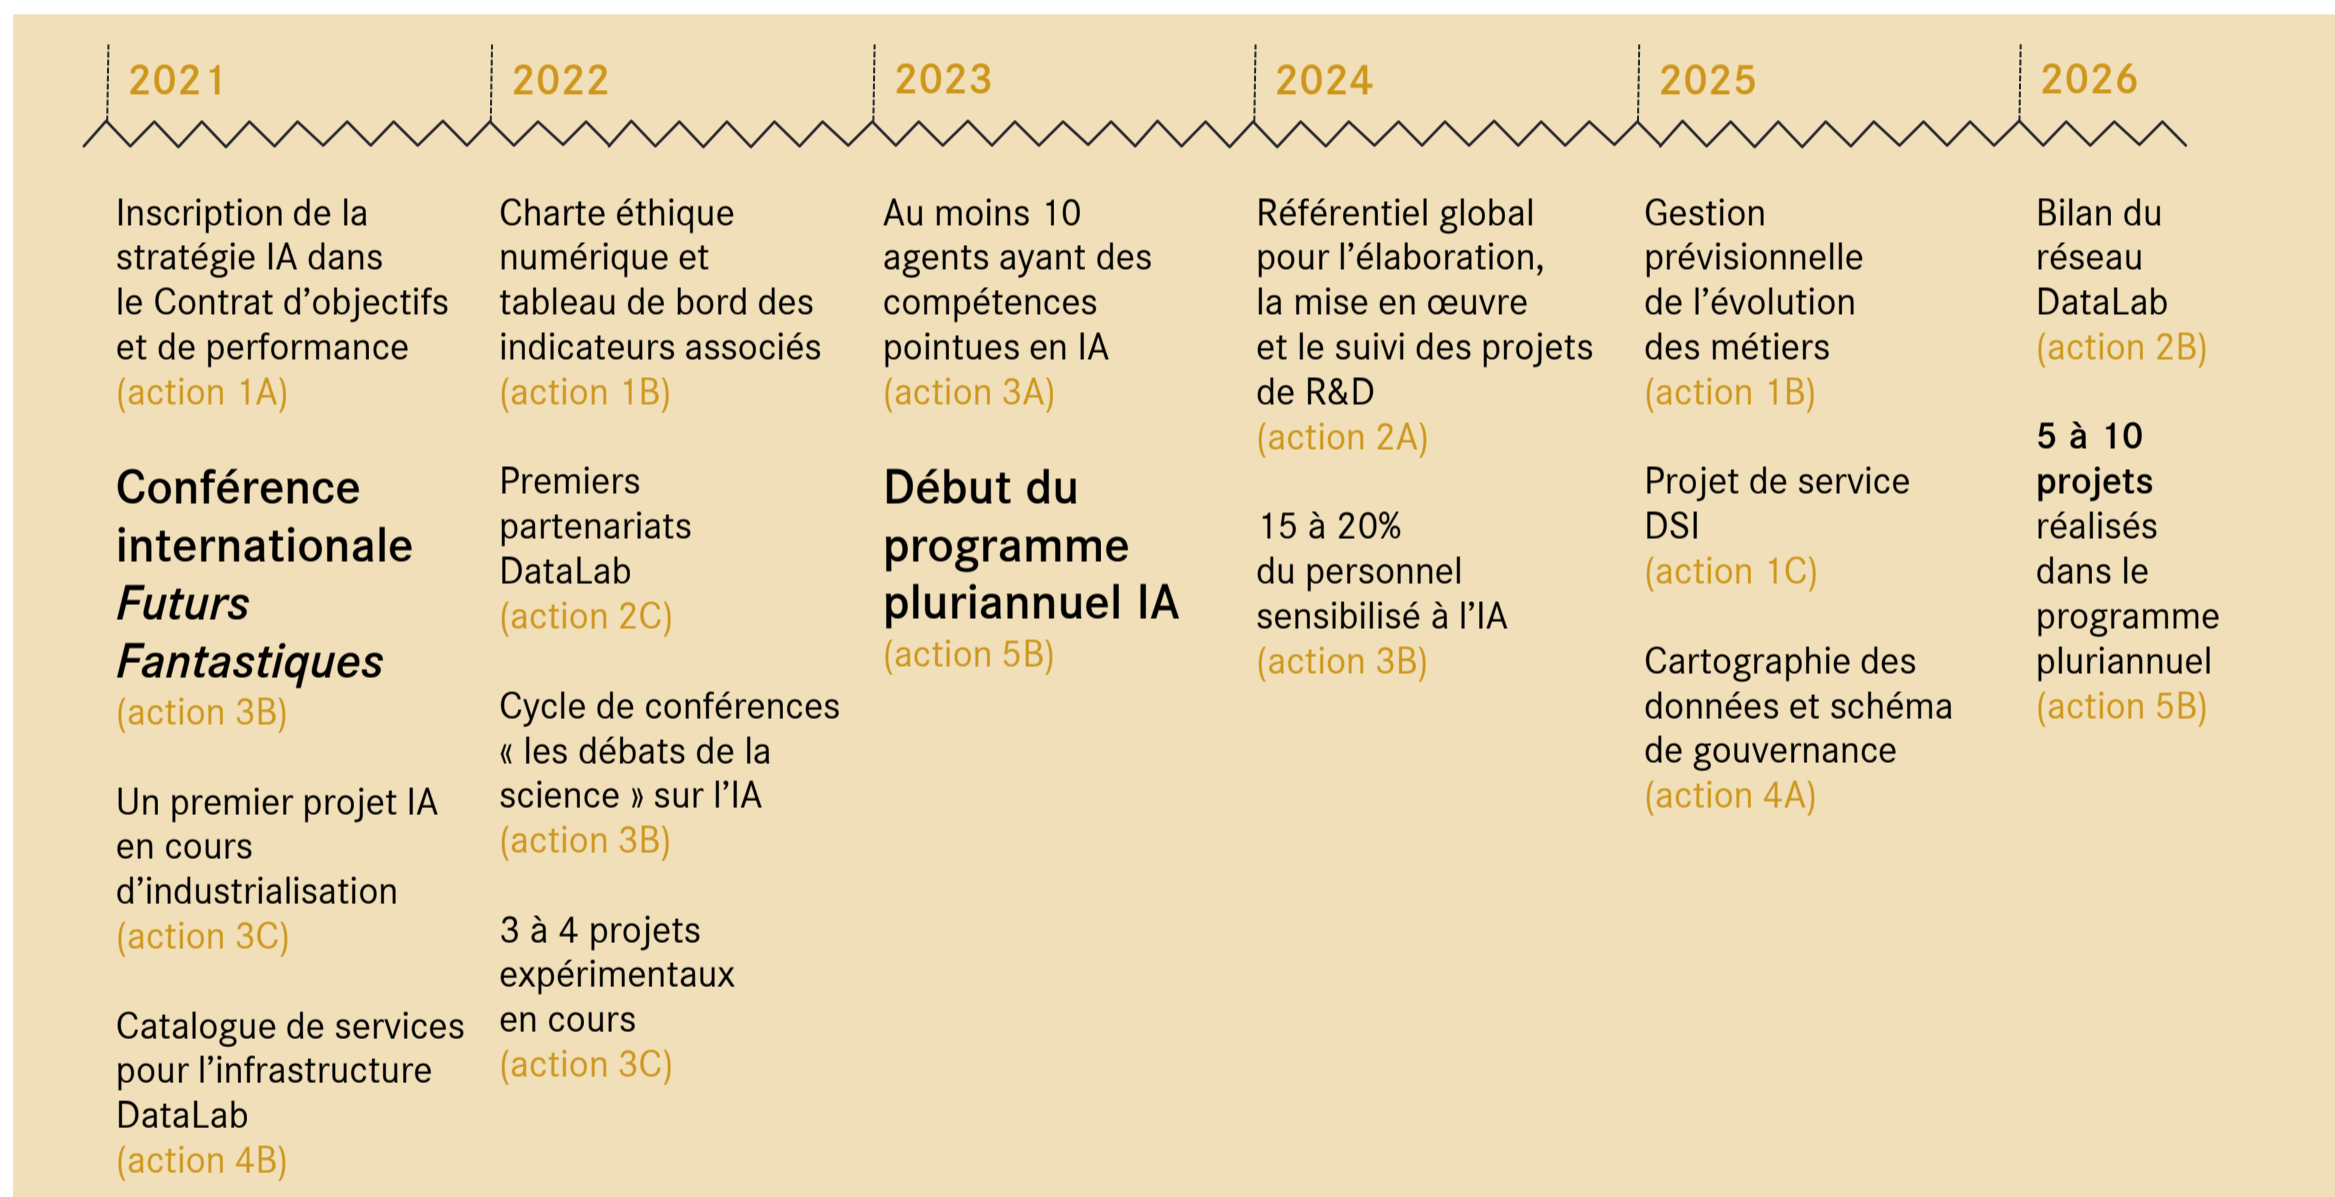 2021
Inscription de la
stratégie IA dans
le Contrat d’objectifs
et de performance
(action 1A)
Conférence
internationale
Futurs
Fantastiques
(action 3B)
Un premier projet IA
en cours
d’industrialisation
(action 3C)
Catalogue de services
pour l’infrastructure
DataLab
(action 4B)
2022
Charte éthique
numérique et
tableau de bord des
indicateurs associés
(action 1B)
Premiers
partenariats
DataLab
(action 2C)
Cycle de conférences
« les débats de la
science » sur l’IA
(action 3B)
3 à 4 projets
expérimentaux
en cours
(action 3C)
2023
Au moins 10
agents ayant des
compétences
pointues en IA
(action 3A)
Début du
programme
pluriannuel IA
(action 5B)
2024
Référentiel global
pour l’élaboration,
la mise en œuvre
et le suivi des projets
de R&D
(action 2A)
15 à 20%
du personnel
sensibilisé à l’IA
(action 3B)
2025
Gestion
prévisionnelle
de l’évolution
des métiers
(action 1B)
Projet de service
DSI
(action 1C)
Cartographie des
données et schéma
de gouvernance
(action 4A)
2026
Bilan du
réseau
DataLab
(action 2B)
5 à 10
projets
réalisés
dans le
programme
pluriannuel
(action 5B)